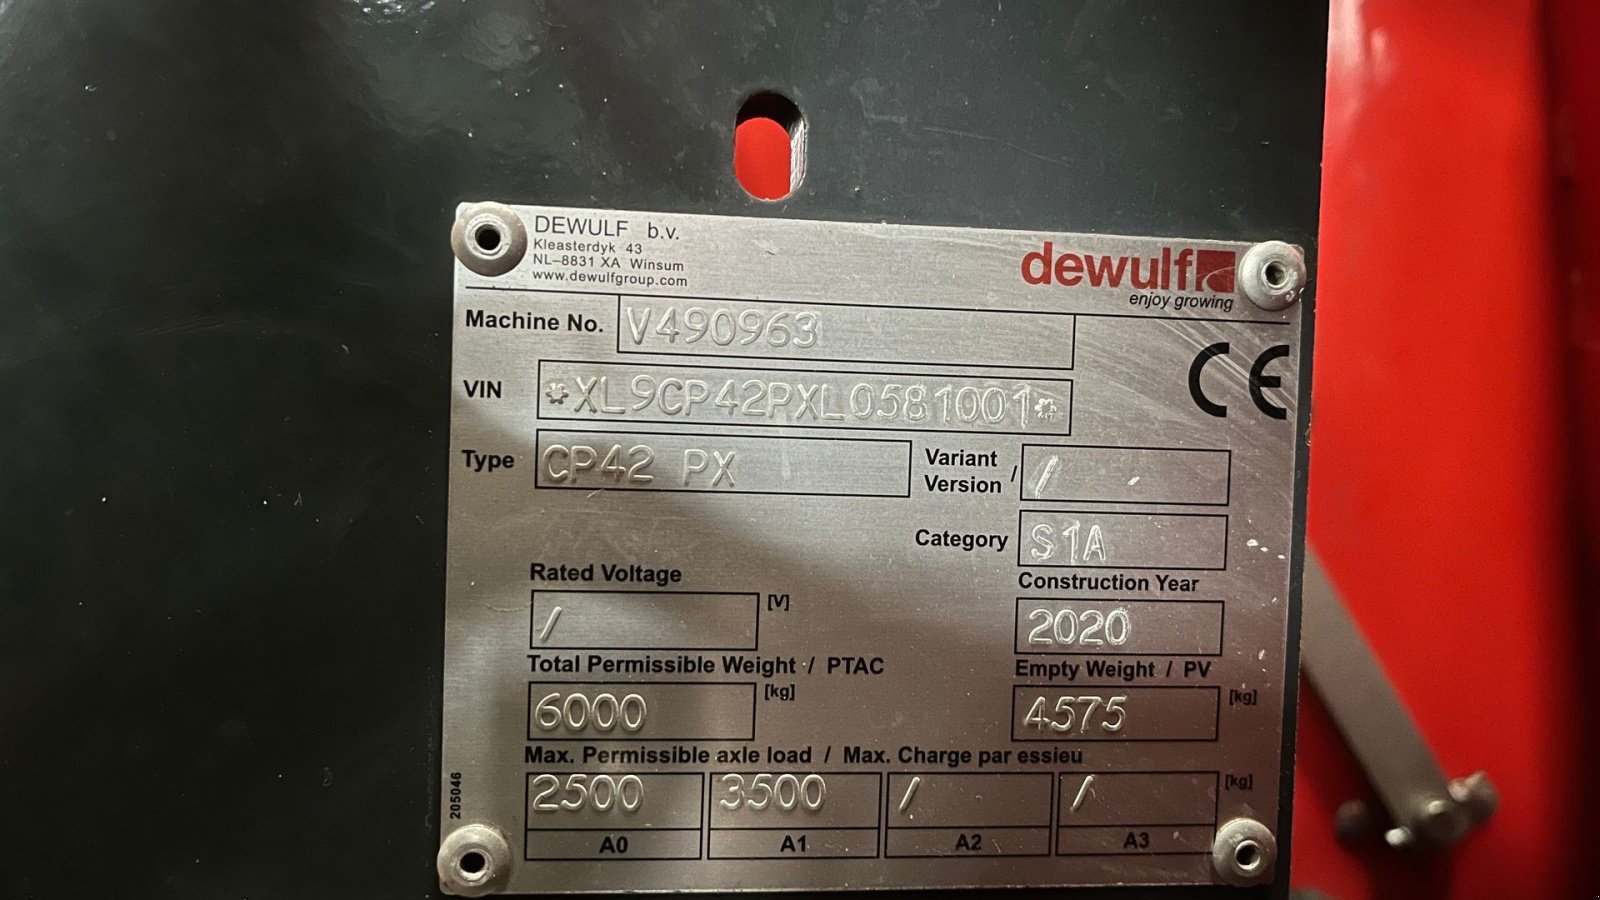 DEWULF b.v.
Kleasterdyk 43
NL-8831 XA Winsum
www.dewulfgroup.com
dewulf
enjoy growing
Machine No. V490963
CE
VIN *XL9CP42PXL0581001*
Type CP42 PX
Variant / Version /
Category S1A
Rated Voltage
/ [V]
Construction Year
2020
Total Permissible Weight / PTAC
6000 [kg]
Empty Weight / PV
4575 [kg]
Max. Permissible axle load / Max. Charge par essieu
2500 3500 / / [kg]
A0 A1 A2 A3
205046